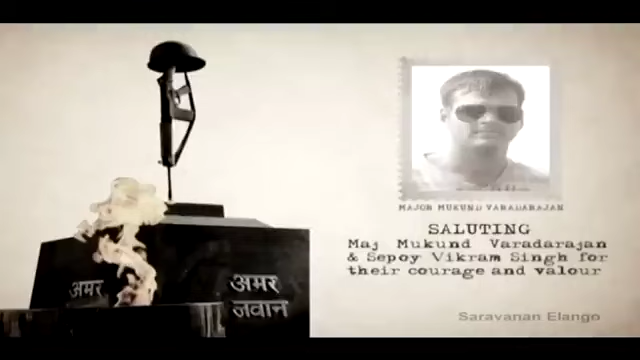 अमर
अमर
जवान
MAJOR MUKUND VARADARAJAN
SALUTING
Maj Mukund Varadarajan
& Sepoy Vikram Singh for
their courage and valour
Saravanan Elango